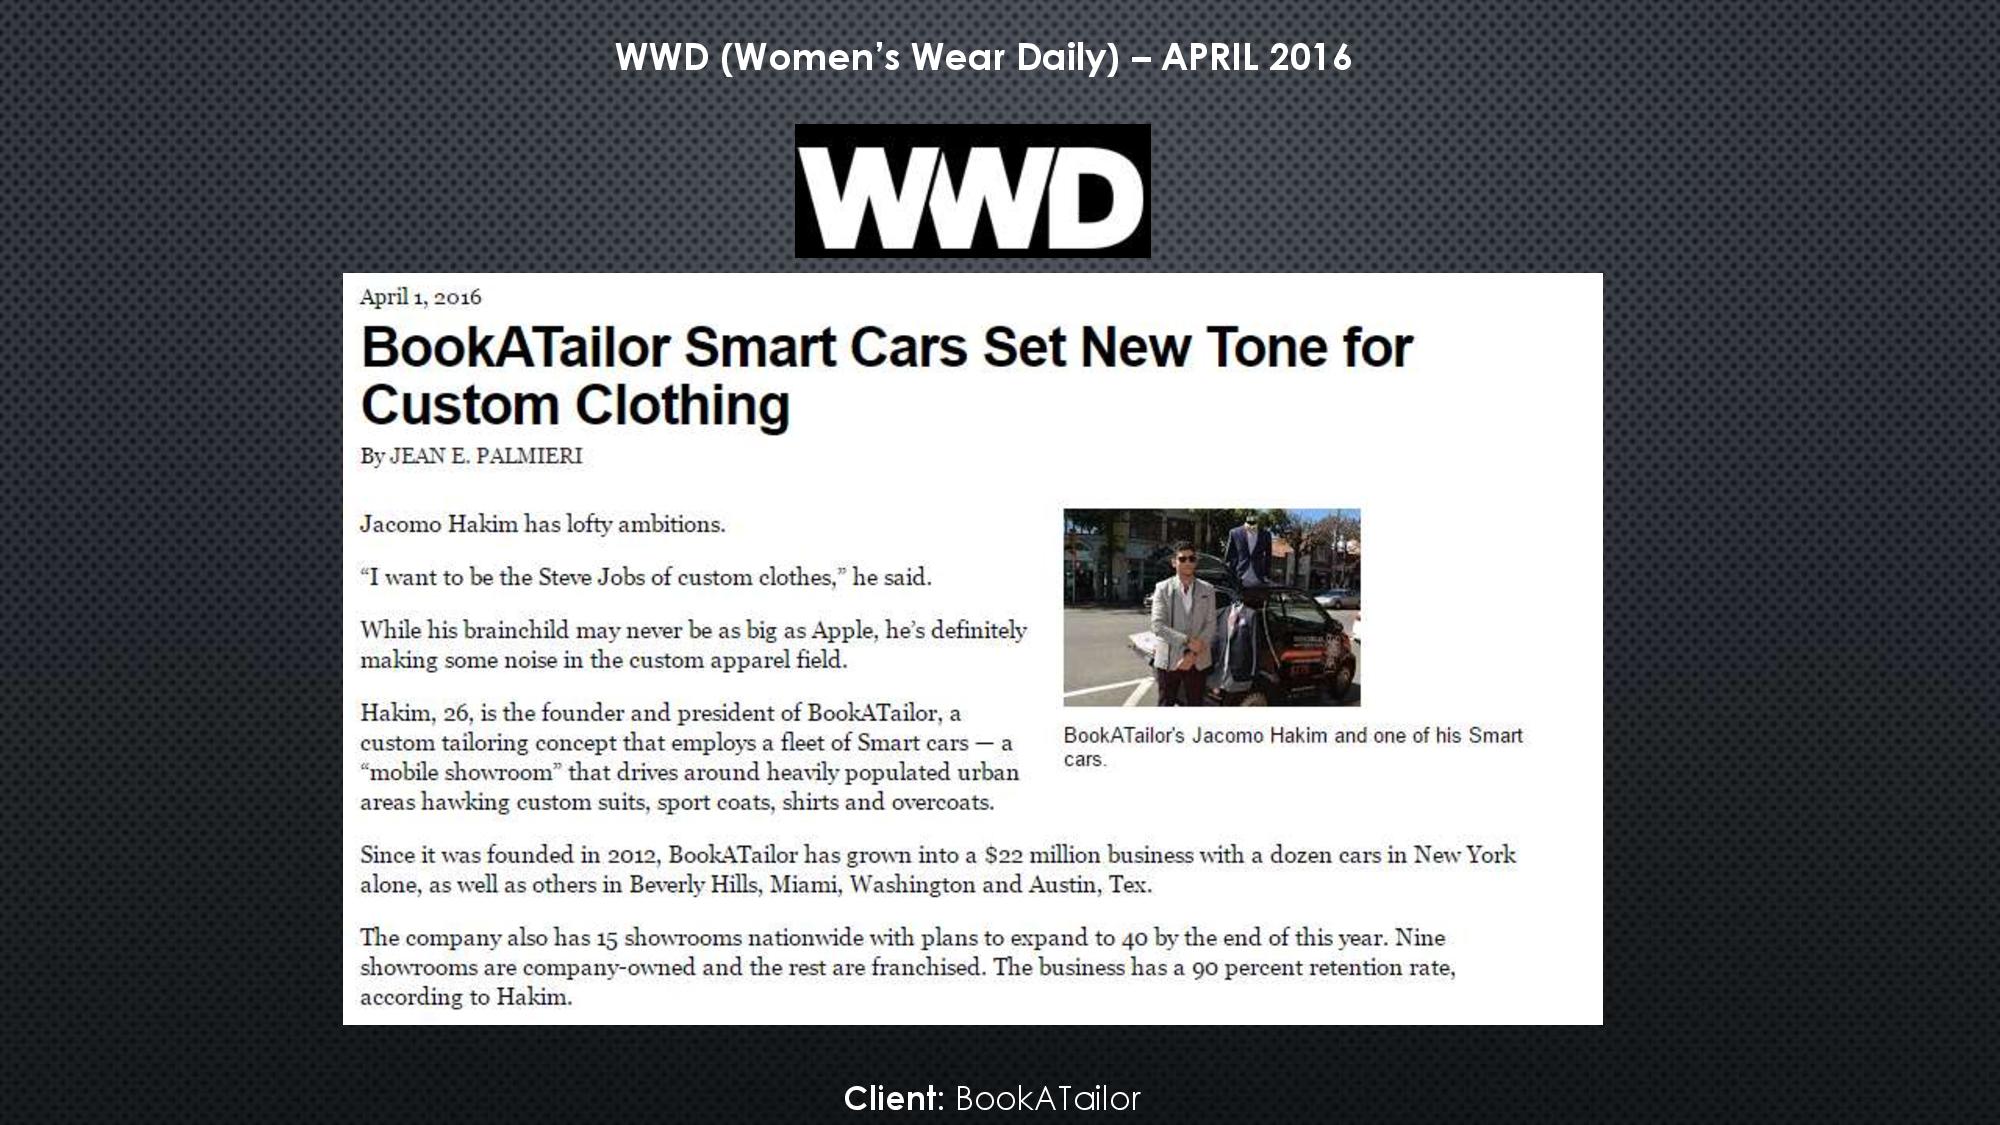 WWD (Women’s Wear Daily) – APRIL 2016
WWD
April 1, 2016
BookATailor Smart Cars Set New Tone for
Custom Clothing
By JEAN E. PALMIERI
Jacomo Hakim has lofty ambitions.
“I want to be the Steve Jobs of custom clothes,” he said.
While his brainchild may never be as big as Apple, he’s definitely
making some noise in the custom apparel field.
Hakim, 26, is the founder and president of BookATailor, a
custom tailoring concept that employs a fleet of Smart cars — a
“mobile showroom” that drives around heavily populated urban
areas hawking custom suits, sport coats, shirts and overcoats.
BookATailor's Jacomo Hakim and one of his Smart
cars.
Since it was founded in 2012, BookATailor has grown into a $22 million business with a dozen cars in New York
alone, as well as others in Beverly Hills, Miami, Washington and Austin, Tex.
The company also has 15 showrooms nationwide with plans to expand to 40 by the end of this year. Nine
showrooms are company-owned and the rest are franchised. The business has a 90 percent retention rate,
according to Hakim.
Client: BookATailor